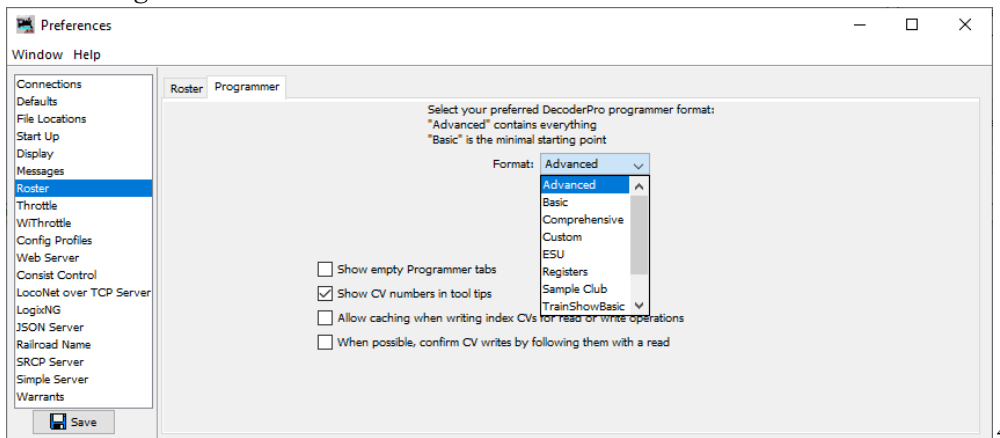 Preferences
Window Help
Connections
Defaults
File Locations
Start Up
Display
Messages
Roster
Throttle
WiThrottle
Config Profiles
Web Server
Consist Control
LocoNet over TCP Server
LogixNG
JSON Server
Railroad Name
SRCP Server
Simple Server
Warrants
Save
Roster Programmer
Select your preferred DecoderPro programmer format:
"Advanced" contains everything
"Basic" is the minimal starting point
Format: Advanced
Advanced
Basic
Comprehensive
Custom
ESU
Registers
Sample Club
TrainShowBasic
Show empty Programmer tabs
Show CV numbers in tool tips
Allow caching when writing index CVs for read or write operations
When possible, confirm CV writes by following them with a read